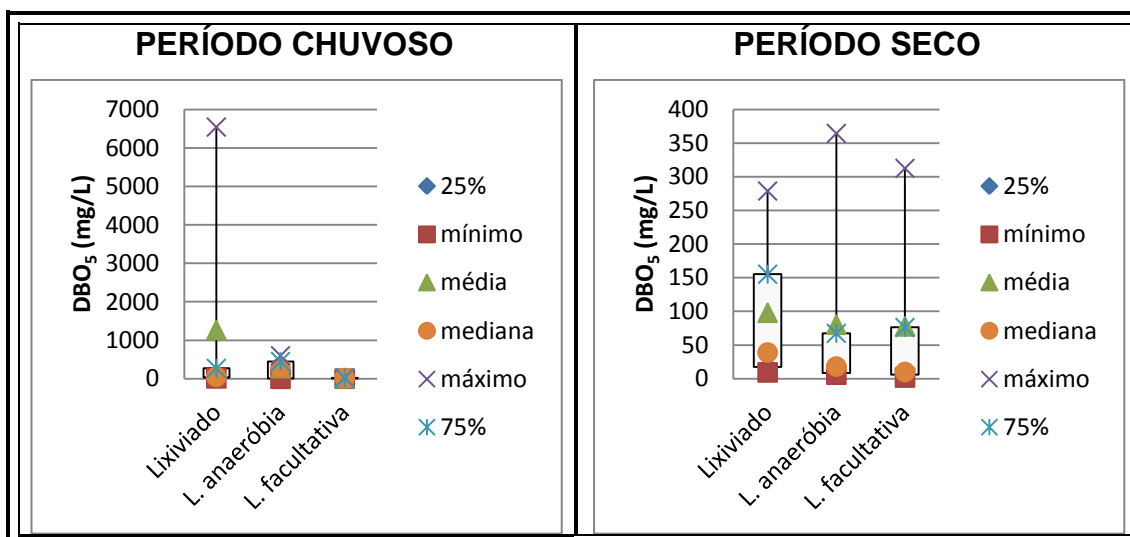 PERÍODO CHUVOSO
DBO5 (mg/L)
7000
6000
5000
4000
3000
2000
1000
0
Lixiviado
L. anaeróbia
L. facultativa
25%
mínimo
média
mediana
máximo
75%
PERÍODO SECO
DBO5 (mg/L)
400
350
300
250
200
150
100
50
0
Lixiviado
L. anaeróbia
L. facultativa
25%
mínimo
média
mediana
máximo
75%